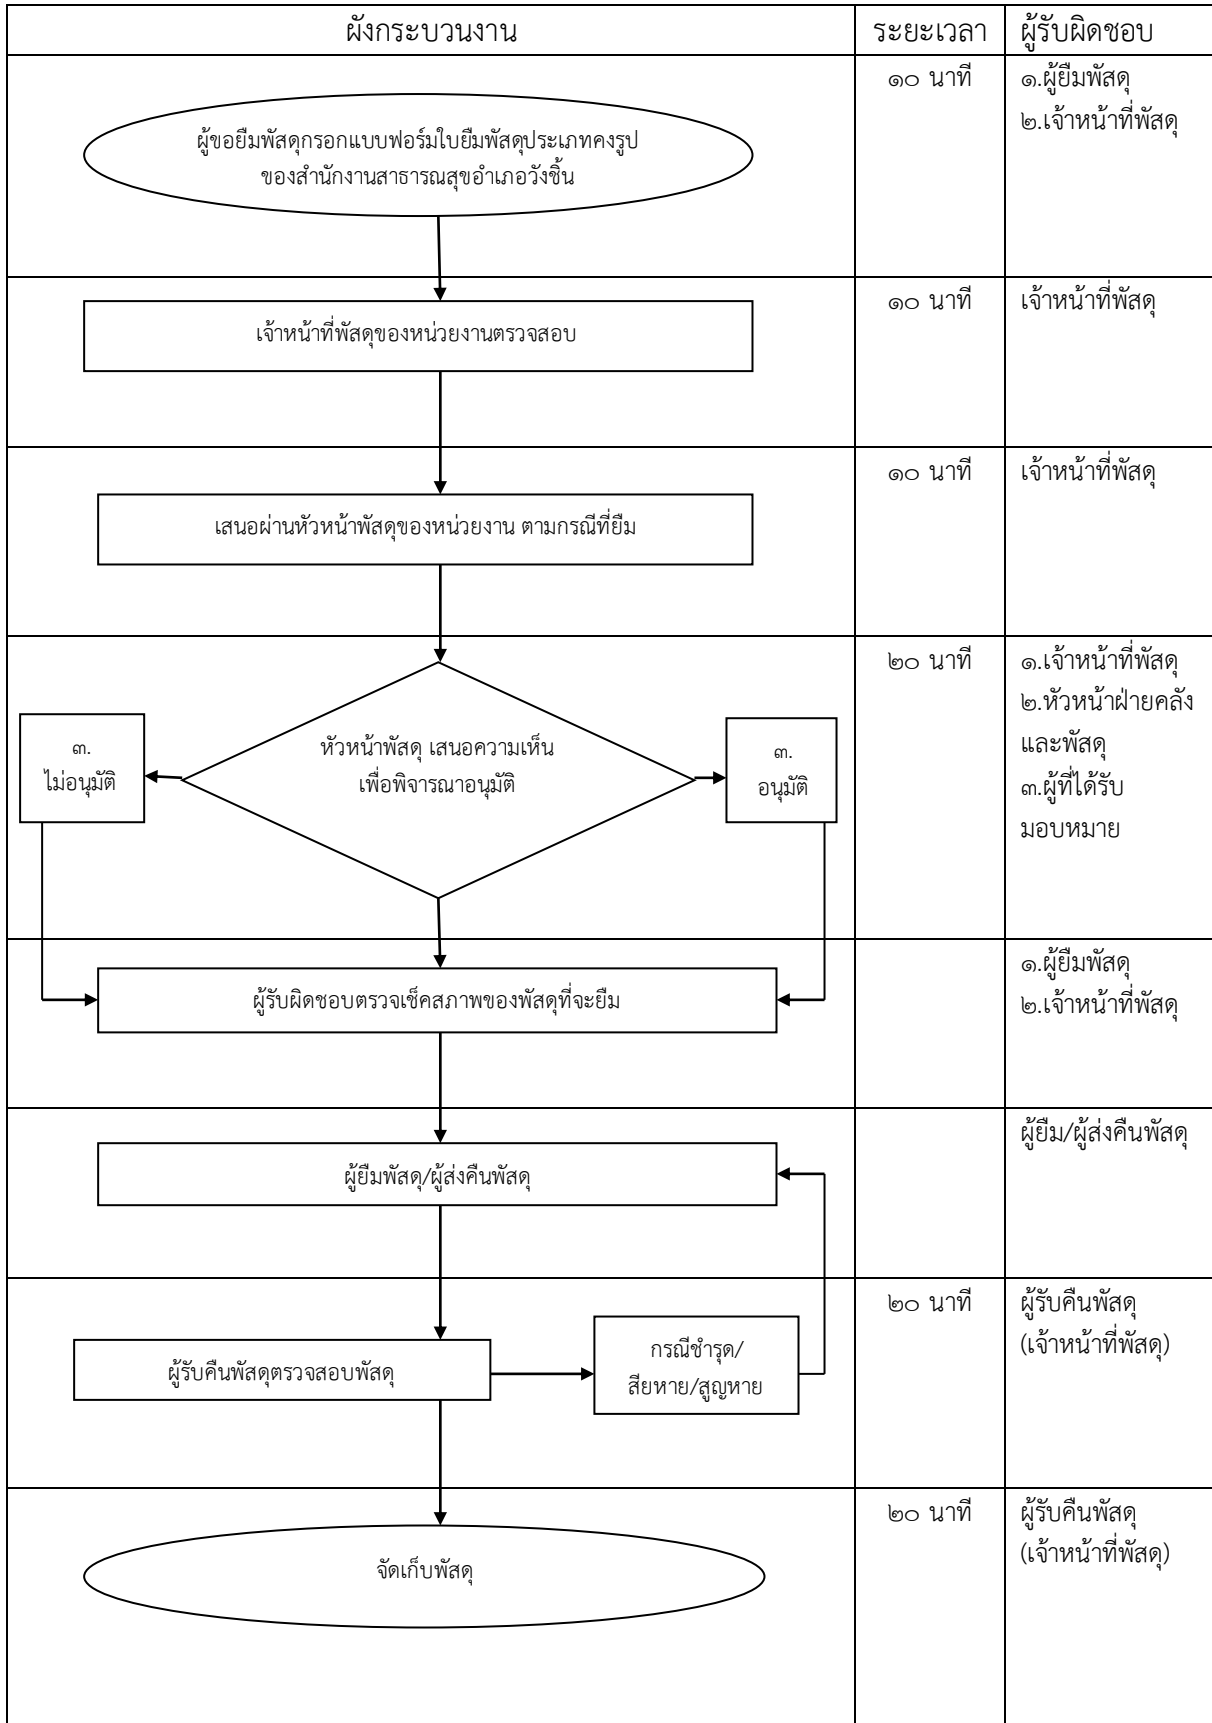 ผังกระบวนงาน
ระยะเวลา
ผู้รับผิดชอบ
ผู้ขอยืมพัสดุกรอกแบบฟอร์มใบยืมพัสดุประเภทคงรูป
ของสำนักงานสาธารณสุขอำเภอวังชิ้น
๑๐ นาที
๑.ผู้ยืมพัสดุ
๒.เจ้าหน้าที่พัสดุ
เจ้าหน้าที่พัสดุของหน่วยงานตรวจสอบ
๑๐ นาที
เจ้าหน้าที่พัสดุ
เสนอผ่านหัวหน้าพัสดุของหน่วยงาน ตามกรณีที่ยืม
๑๐ นาที
เจ้าหน้าที่พัสดุ
๓.
ไม่อนุมัติ
หัวหน้าพัสดุ เสนอความเห็น
เพื่อพิจารณาอนุมัติ
๓.
อนุมัติ
๒๐ นาที
๑.เจ้าหน้าที่พัสดุ
๒.หัวหน้าฝ่ายคลัง
และพัสดุ
๓.ผู้ที่ได้รับ
มอบหมาย
ผู้รับผิดชอบตรวจเช็คสภาพของพัสดุที่จะยืม
๑.ผู้ยืมพัสดุ
๒.เจ้าหน้าที่พัสดุ
ผู้ยืมพัสดุ/ผู้ส่งคืนพัสดุ
ผู้ยืม/ผู้ส่งคืนพัสดุ
ผู้รับคืนพัสดุตรวจสอบพัสดุ
กรณีชำรุด/
สียหาย/สูญหาย
๒๐ นาที
ผู้รับคืนพัสดุ
(เจ้าหน้าที่พัสดุ)
จัดเก็บพัสดุ
๒๐ นาที
ผู้รับคืนพัสดุ
(เจ้าหน้าที่พัสดุ)